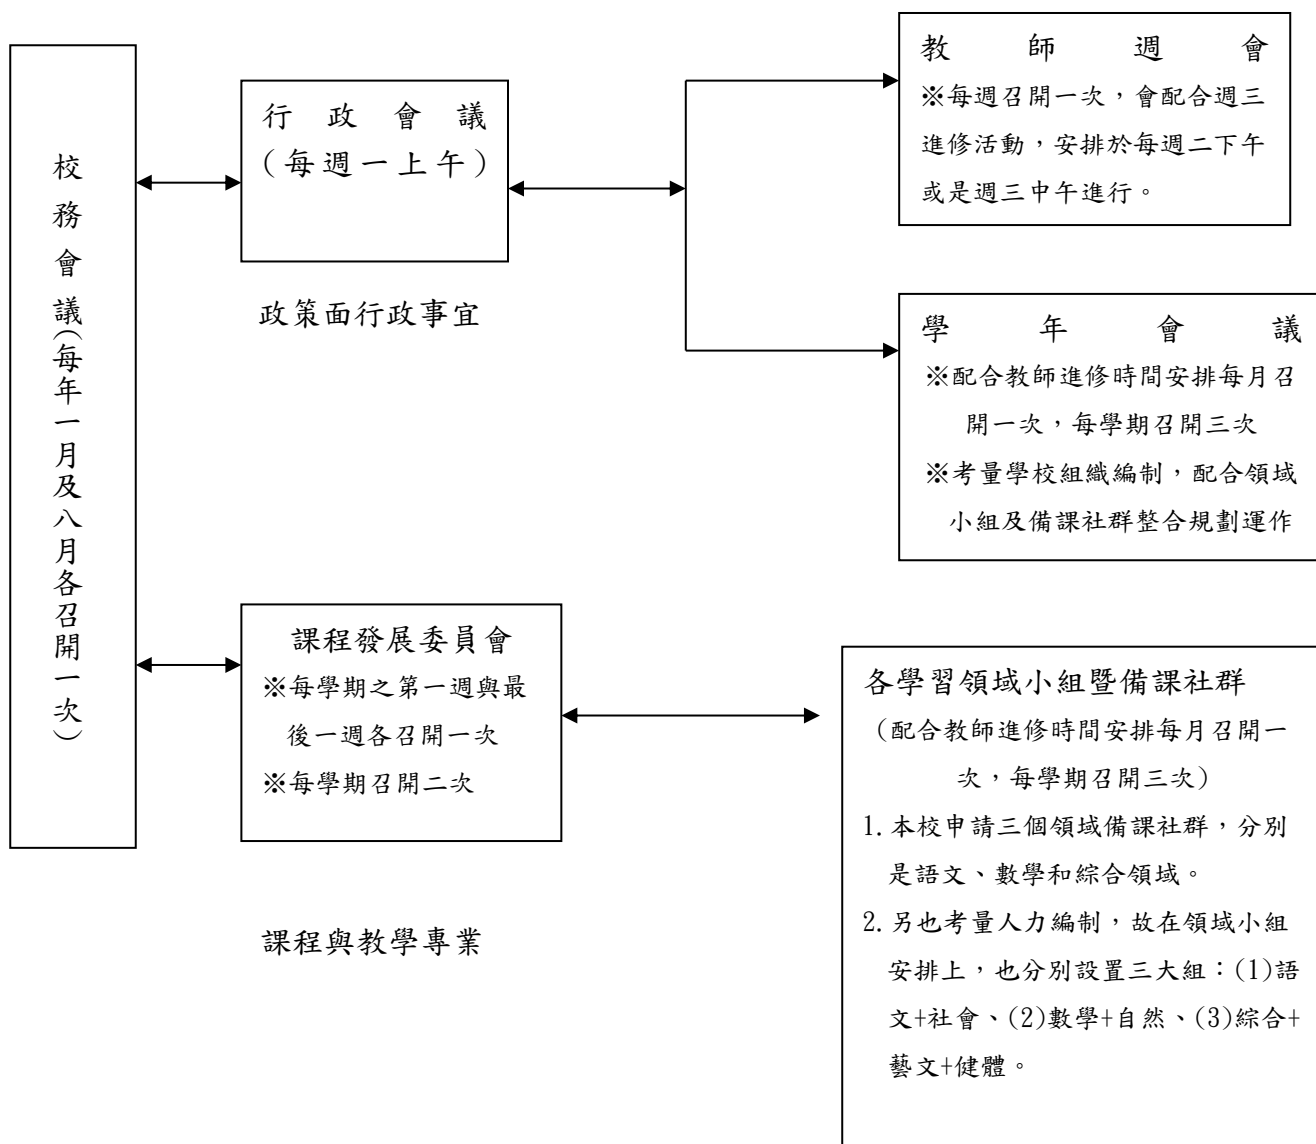 校務會議(每年一月及八月各召開一次)
行政會議
(每週一上午)
政策面行政事宜
教師週會
※每週召開一次，會配合週三
進修活動，安排於每週二下午
或是週三中午進行。
學年會議
※配合教師進修時間安排每月召
開一次，每學期召開三次
※考量學校組織編制，配合領域
小組及備課社群整合規劃運作
課程發展委員會
※每學期之第一週與最
後一週各召開一次
※每學期召開二次
課程與教學專業
各學習領域小組暨備課社群
(配合教師進修時間安排每月召開一
次，每學期召開三次)
1.本校申請三個領域備課社群，分別
是語文、數學和綜合領域。
2.另也考量人力編制，故在領域小組
安排上，也分別設置三大組：(1)語
文+社會、(2)數學+自然、(3)綜合+
藝文+健體。